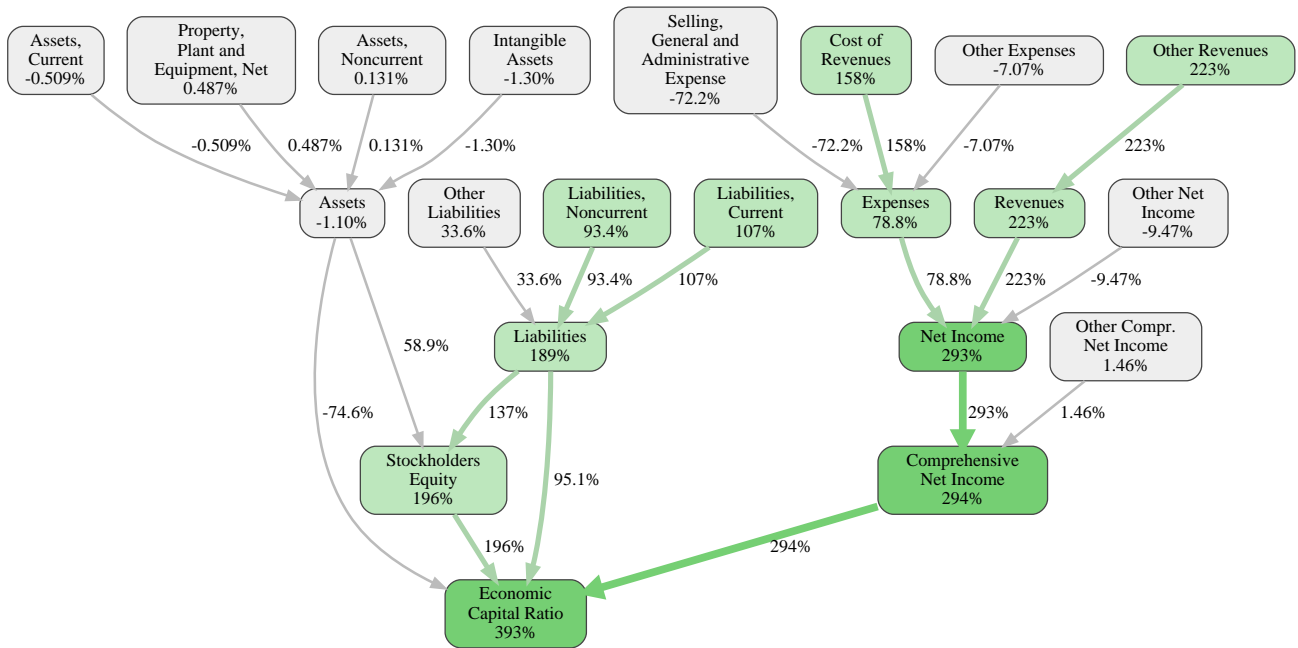 Assets,
Current
-0.509%
Property,
Plant and
Equipment, Net
0.487%
Assets,
Noncurrent
0.131%
Intangible
Assets
-1.30%
Selling,
General and
Administrative
Expense
-72.2%
Cost of
Revenues
158%
Other Expenses
-7.07%
Other Revenues
223%
-0.509%
0.487%
0.131%
-1.30%
-72.2%
158%
-7.07%
223%
Assets
-1.10%
Other
Liabilities
33.6%
Liabilities,
Noncurrent
93.4%
Liabilities,
Current
107%
Expenses
78.8%
Revenues
223%
Other Net
Income
-9.47%
33.6%
93.4%
107%
78.8%
223%
-9.47%
58.9%
Liabilities
189%
Net Income
293%
Other Compr.
Net Income
1.46%
-74.6%
137%
293%
1.46%
Stockholders
Equity
196%
95.1%
Comprehensive
Net Income
294%
196%
294%
Economic
Capital Ratio
393%